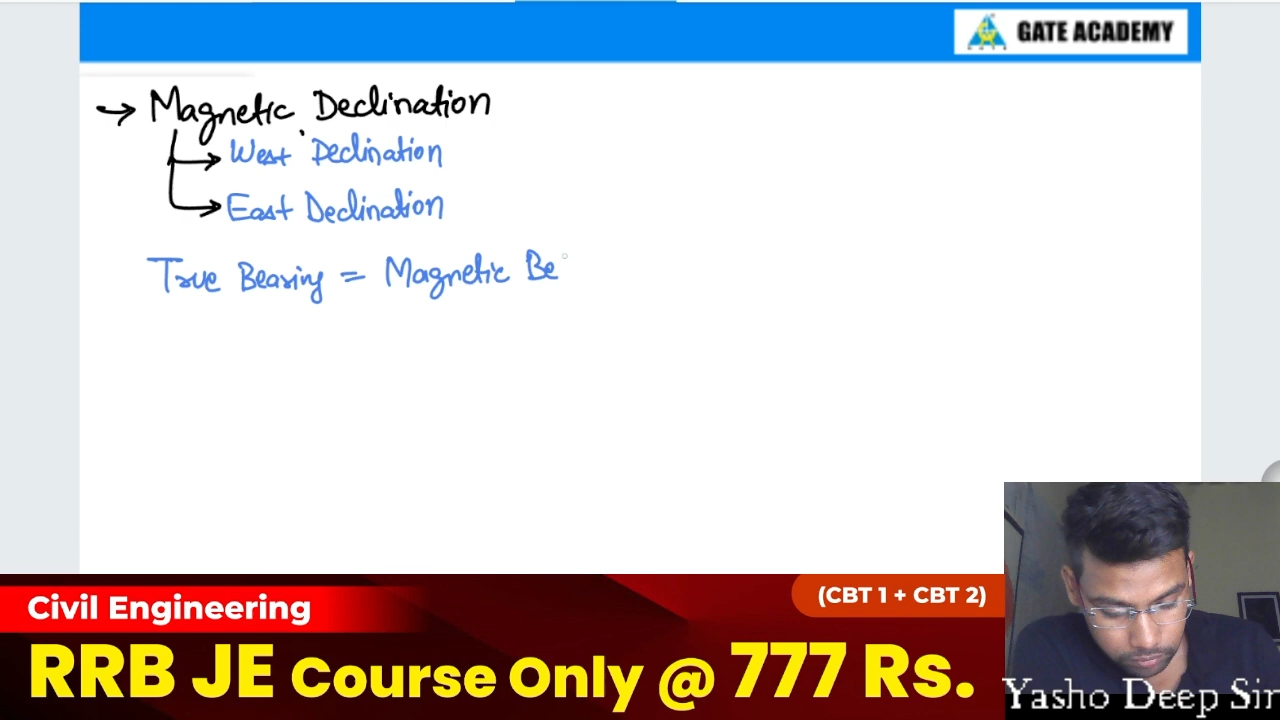 GATE ACADEMY
→ Magnetic Declination
→ West Declination
→ East Declination
True Bearing = Magnetic Be
Civil Engineering
(CBT 1 + CBT 2)
RRB JE Course Only @ 777 Rs.
Yasho Deep Sir